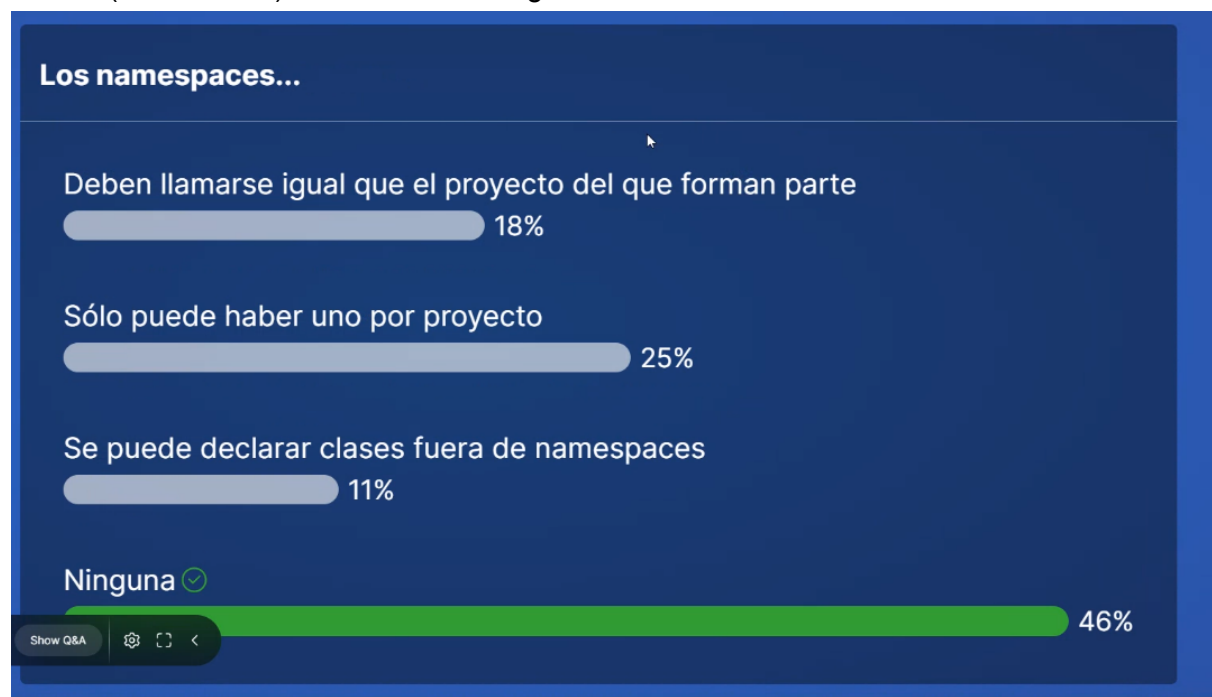 Los namespaces...
Deben llamarse igual que el proyecto del que forman parte
18%
Sólo puede haber uno por proyecto
25%
Se puede declarar clases fuera de namespaces
11%
Ninguna
46%
Show Q&A